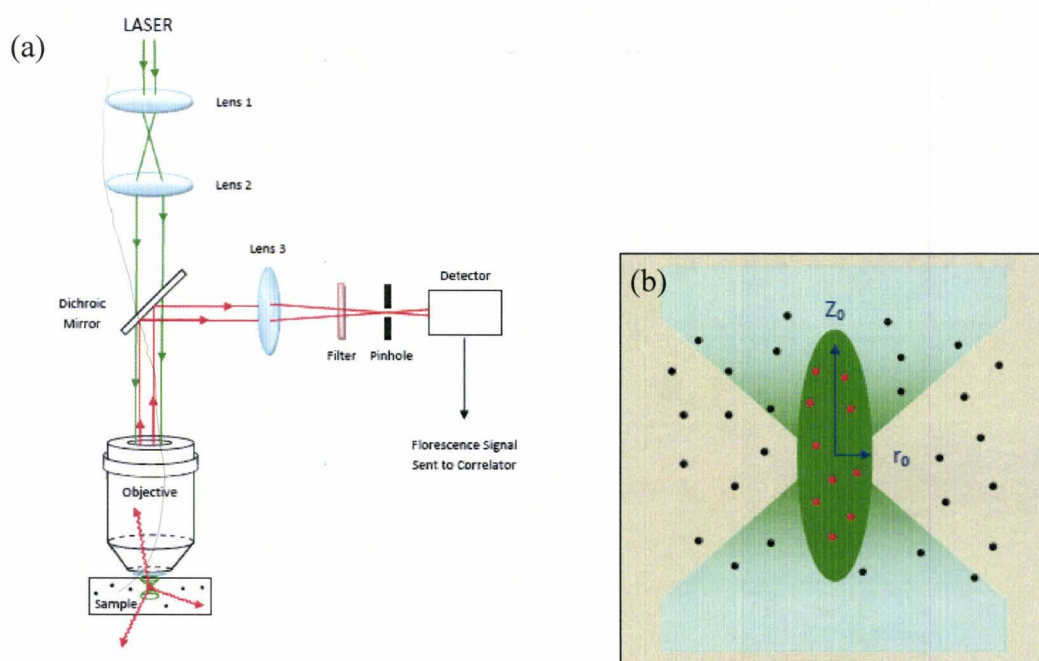 (a)
LASER
Lens 1
Lens 2
Lens 3
Detector
Dichroic
Mirror
Filter
Pinhole
Florescence Signal
Sent to Correlator
Objective
Sample
(b)
Z₀
r₀